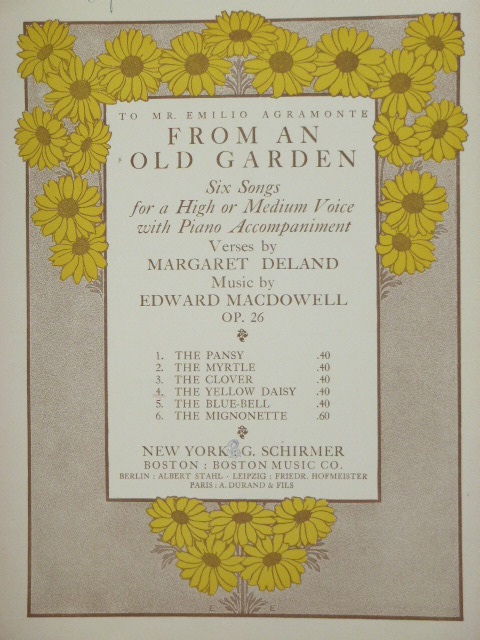 TO MR. EMILIO AGRAMONTE
FROM AN
OLD GARDEN
Six Songs
for a High or Medium Voice
with Piano Accompaniment
Verses by
MARGARET DELAND
Music by
EDWARD MACDOWELL
OP. 26
1. THE PANSY .40
2. THE MYRTLE .40
3. THE CLOVER .40
4. THE YELLOW DAISY .40
5. THE BLUE-BELL .40
6. THE MIGNONETTE .60
NEW YORK : G. SCHIRMER
BOSTON : BOSTON MUSIC CO.
BERLIN : ALBERT STAHL - LEIPZIG : FRIEDR. HOFMEISTER
PARIS : A. DURAND & FILS
E E